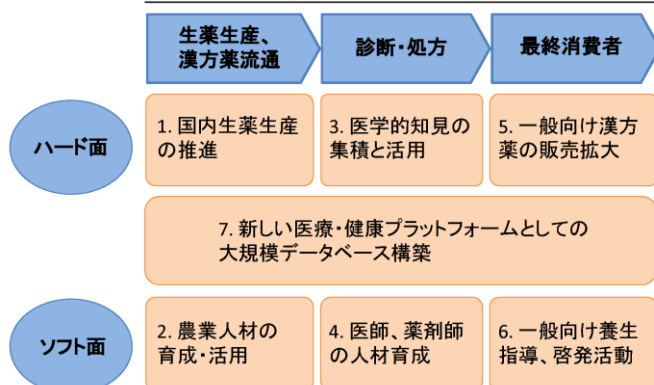 生薬生産、
漢方薬流通
診断・処方
最終消費者
ハード面
1. 国内生薬生産
の推進
3. 医学的知見の
集積と活用
5. 一般向け漢方
薬の販売拡大
7. 新しい医療・健康プラットフォームとしての
大規模データベース構築
ソフト面
2. 農業人材の
育成・活用
4. 医師、薬剤師
の人材育成
6. 一般向け養生
指導、啓発活動